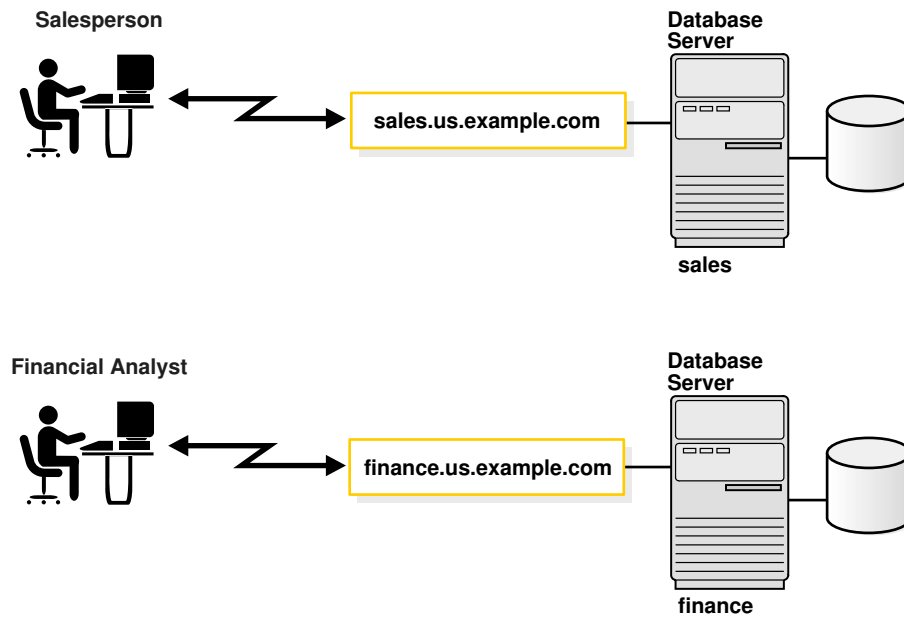 Salesperson
Database
Server
sales.us.example.com
sales
Financial Analyst
Database
Server
finance.us.example.com
finance